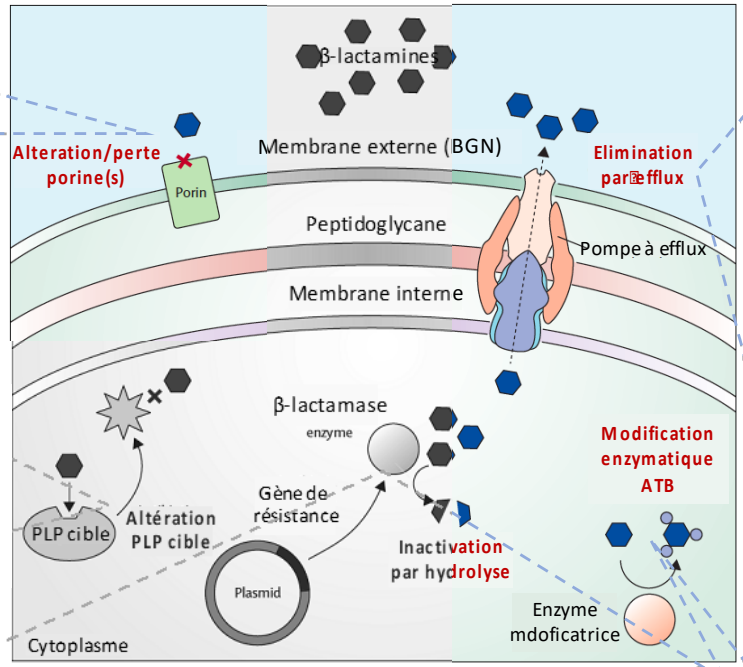 β-lactamines
Membrane externe (BGN)
Alteration/perte
porine(s)
Porin
Elimination
par efflux
Peptidoglycane
Pompe à efflux
Membrane interne
β-lactamase
enzyme
Modification
enzymatique
ATB
Gène de
résistance
PLP cible
Altération
PLP cible
Inactivation
par hydrolyse
Plasmid
Enzyme
mdoficatrice
Cytoplasme